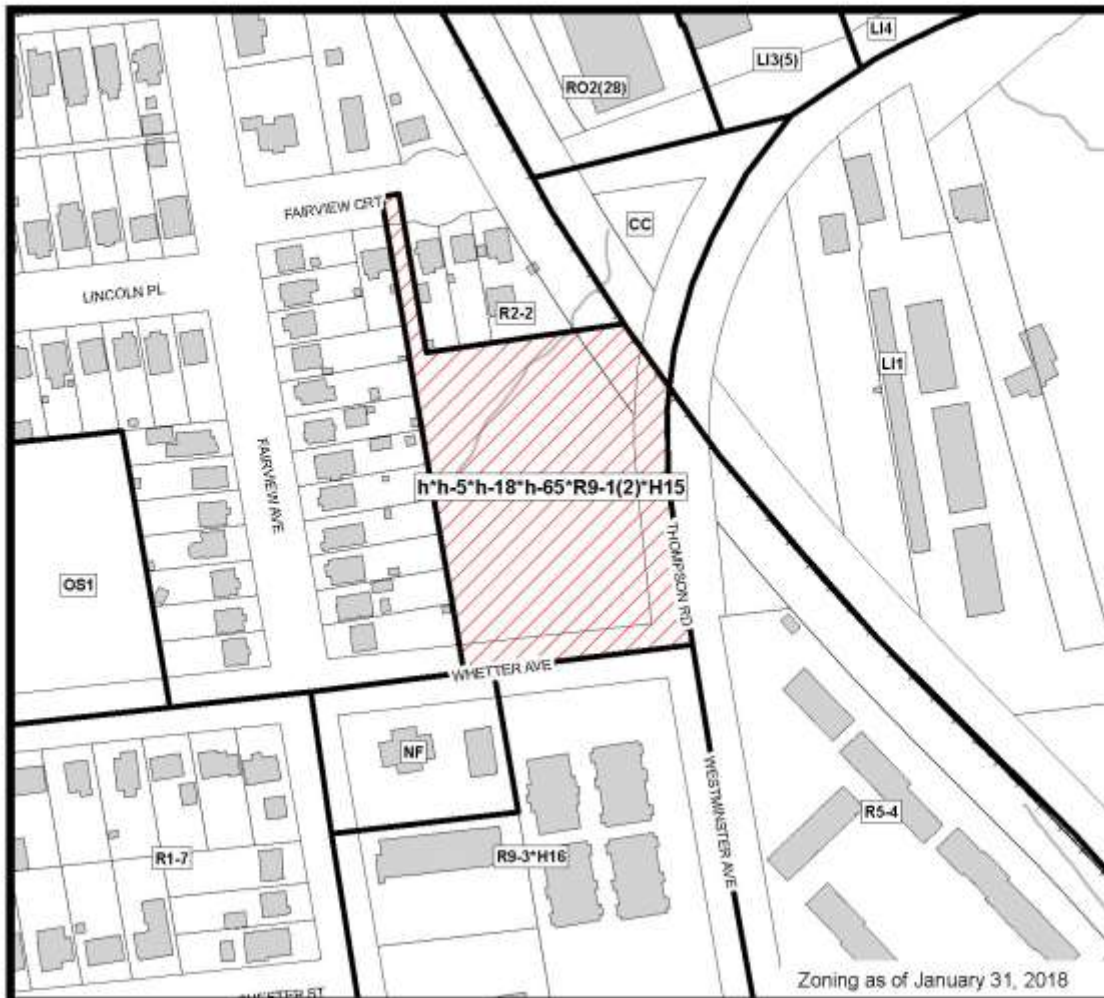 LI4
LI3(5)
RO2(28)
FAIRVIEW CRT
CC
LINCOLN PL
R2-2
LI1
FAIRVIEW AVE
h*h-5*h-18*h-65*R9-1(2)*H15
THOMPSON RD
OS1
WHETTER AVE
NF
WESTMINSTER AVE
R5-4
R1-7
R9-3*H16
Zoning as of January 31, 2018